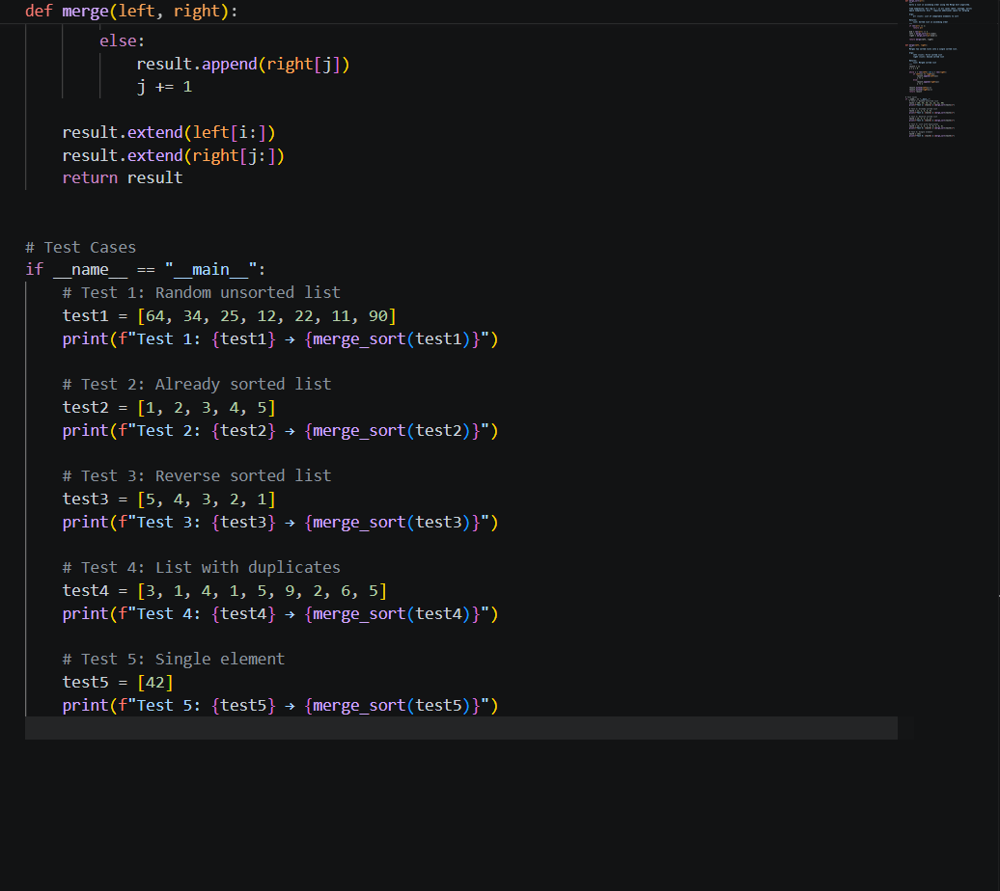 def merge(left, right):
else:
result.append(right[j])
j += 1
result.extend(left[i:])
result.extend(right[j:])
return result
# Test Cases
if __name__ == "__main__":
# Test 1: Random unsorted list
test1 = [64, 34, 25, 12, 22, 11, 90]
print(f"Test 1: {test1} → {merge_sort(test1)}")
# Test 2: Already sorted list
test2 = [1, 2, 3, 4, 5]
print(f"Test 2: {test2} → {merge_sort(test2)}")
# Test 3: Reverse sorted list
test3 = [5, 4, 3, 2, 1]
print(f"Test 3: {test3} → {merge_sort(test3)}")
# Test 4: List with duplicates
test4 = [3, 1, 4, 1, 5, 9, 2, 6, 5]
print(f"Test 4: {test4} → {merge_sort(test4)}")
# Test 5: Single element
test5 = [42]
print(f"Test 5: {test5} → {merge_sort(test5)}")